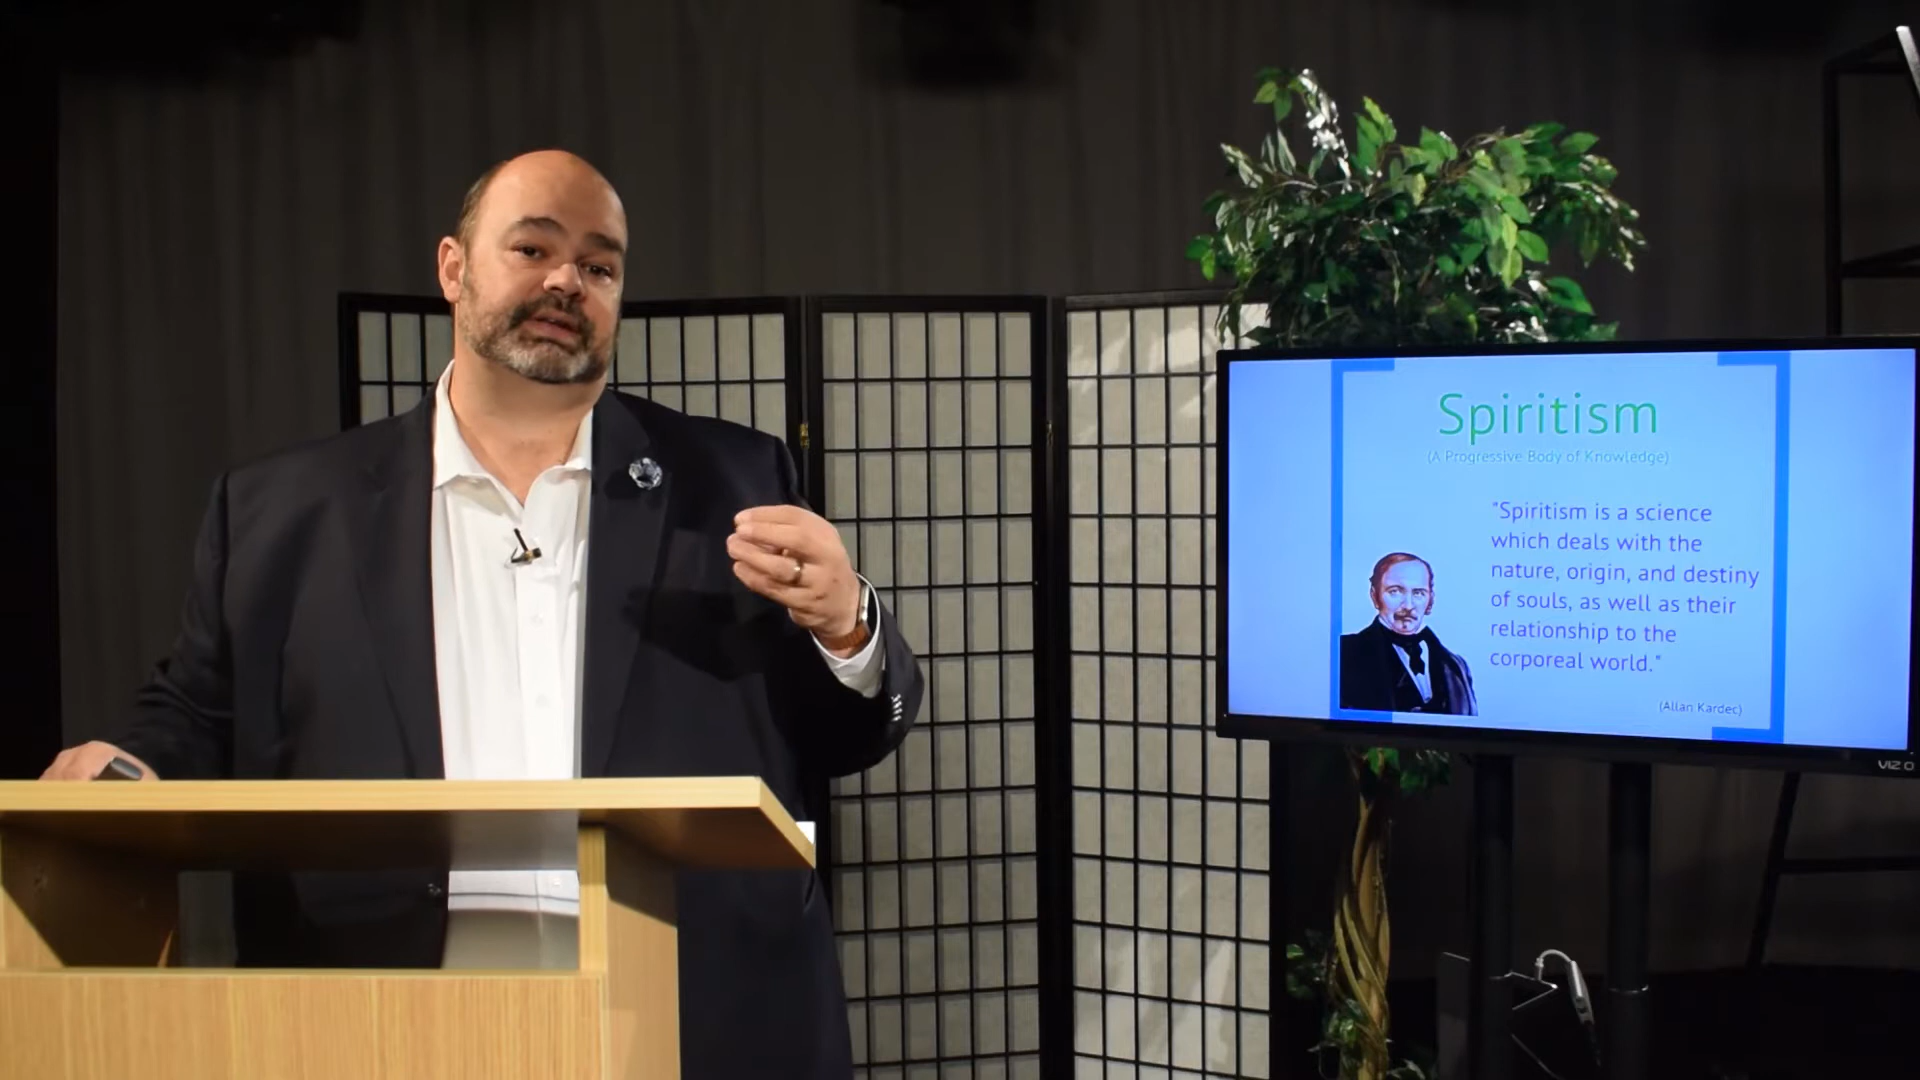 Spiritism
(A Progressive Body of Knowledge)
"Spiritism is a science
which deals with the
nature, origin, and destiny
of souls, as well as their
relationship to the
corporeal world."
(Allan Kardec)
VIZIO